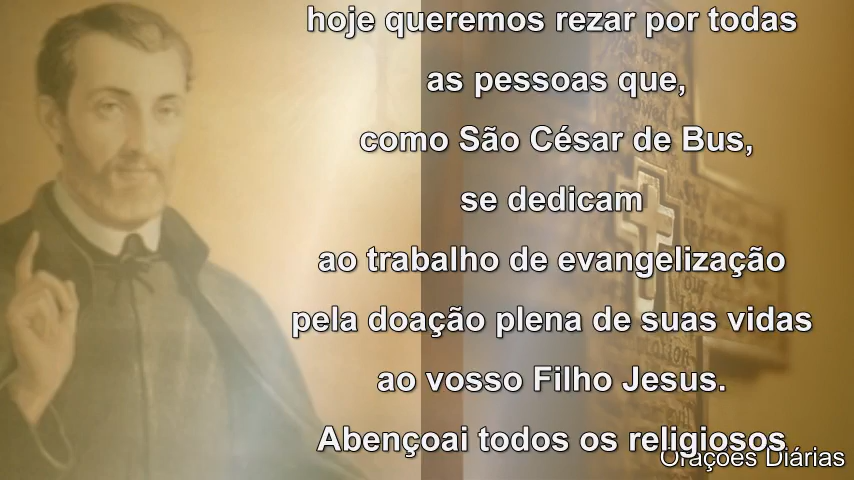 hoje queremos rezar por todas
as pessoas que,
como São César de Bus,
se dedicam
ao trabalho de evangelização
pela doação plena de suas vidas
ao vosso Filho Jesus.
Abençoai todos os religiosos
Orações Diárias